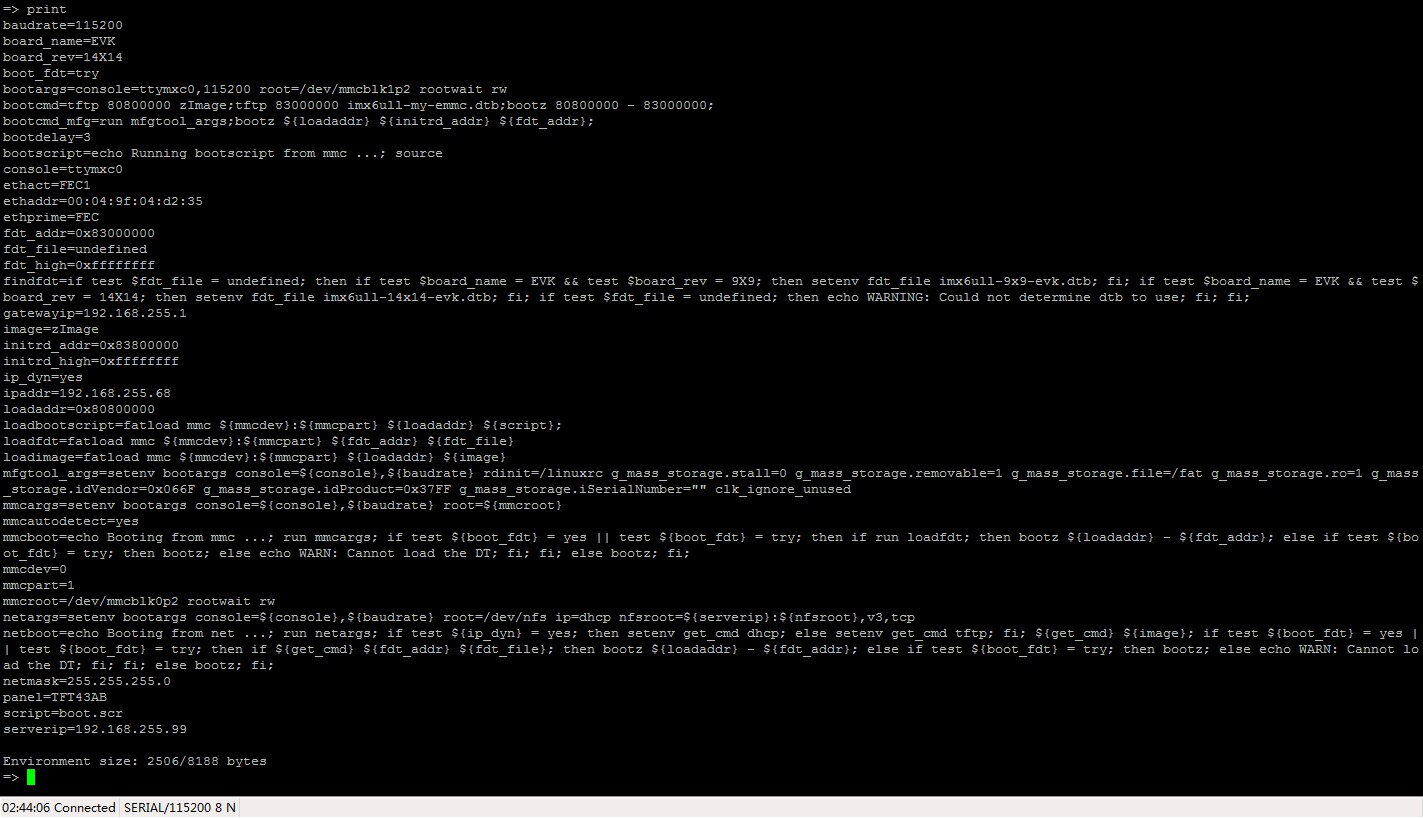 => print
baudrate=115200
board_name=EVK
board_rev=14X14
boot_fdt=try
bootargs=console=ttymxc0,115200 root=/dev/mmcblk1p2 rootwait rw
bootcmd=tftp 80800000 zImage;tftp 83000000 imx6ull-my-emmc.dtb;bootz 80800000 - 83000000;
bootcmd_mfg=run mfgtool_args;bootz ${loadaddr} ${initrd_addr} ${fdt_addr};
bootdelay=3
bootscript=echo Running bootscript from mmc ...; source
console=ttymxc0
ethact=FEC1
ethaddr=00:04:9f:04:d2:35
ethprime=FEC
fdt_addr=0x83000000
fdt_file=undefined
fdt_high=0xffffffff
findfdt=if test $fdt_file = undefined; then if test $board_name = EVK && test $board_rev = 9X9; then setenv fdt_file imx6ull-9x9-evk.dtb; fi; if test $board_name = EVK && test $
board_rev = 14X14; then setenv fdt_file imx6ull-14x14-evk.dtb; fi; if test $fdt_file = undefined; then echo WARNING: Could not determine dtb to use; fi; fi;
gatewayip=192.168.255.1
image=zImage
initrd_addr=0x83800000
initrd_high=0xffffffff
ip_dyn=yes
ipaddr=192.168.255.68
loadaddr=0x80800000
loadbootscript=fatload mmc ${mmcdev}:${mmcpart} ${loadaddr} ${script};
loadfdt=fatload mmc ${mmcdev}:${mmcpart} ${fdt_addr} ${fdt_file}
loadimage=fatload mmc ${mmcdev}:${mmcpart} ${loadaddr} ${image}
mfgtool_args=setenv bootargs console=${console},${baudrate} rdinit=/linuxrc g_mass_storage.stall=0 g_mass_storage.removable=1 g_mass_storage.file=/fat g_mass_storage.ro=1 g_mass
_storage.idVendor=0x066F g_mass_storage.idProduct=0x37FF g_mass_storage.iSerialNumber="" clk_ignore_unused
mmcargs=setenv bootargs console=${console},${baudrate} root=${mmcroot}
mmcautodetect=yes
mmcboot=echo Booting from mmc ...; run mmcargs; if test ${boot_fdt} = yes || test ${boot_fdt} = try; then if run loadfdt; then bootz ${loadaddr} - ${fdt_addr}; else if test ${bo
ot_fdt} = try; then bootz; else echo WARN: Cannot load the DT; fi; fi; else bootz; fi;
mmcdev=0
mmcpart=1
mmcroot=/dev/mmcblk0p2 rootwait rw
netargs=setenv bootargs console=${console},${baudrate} root=/dev/nfs ip=dhcp nfsroot=${serverip}:${nfsroot},v3,tcp
netboot=echo Booting from net ...; run netargs; if test ${ip_dyn} = yes; then setenv get_cmd dhcp; else setenv get_cmd tftp; fi; ${get_cmd} ${image}; if test ${boot_fdt} = yes |
| test ${boot_fdt} = try; then if ${get_cmd} ${fdt_addr} ${fdt_file}; then bootz ${loadaddr} - ${fdt_addr}; else if test ${boot_fdt} = try; then bootz; else echo WARN: Cannot lo
ad the DT; fi; fi; else bootz; fi;
netmask=255.255.255.0
panel=TFT43AB
script=boot.scr
serverip=192.168.255.99

Environment size: 2506/8188 bytes
=>
02:44:06 Connected SERIAL/115200 8 N